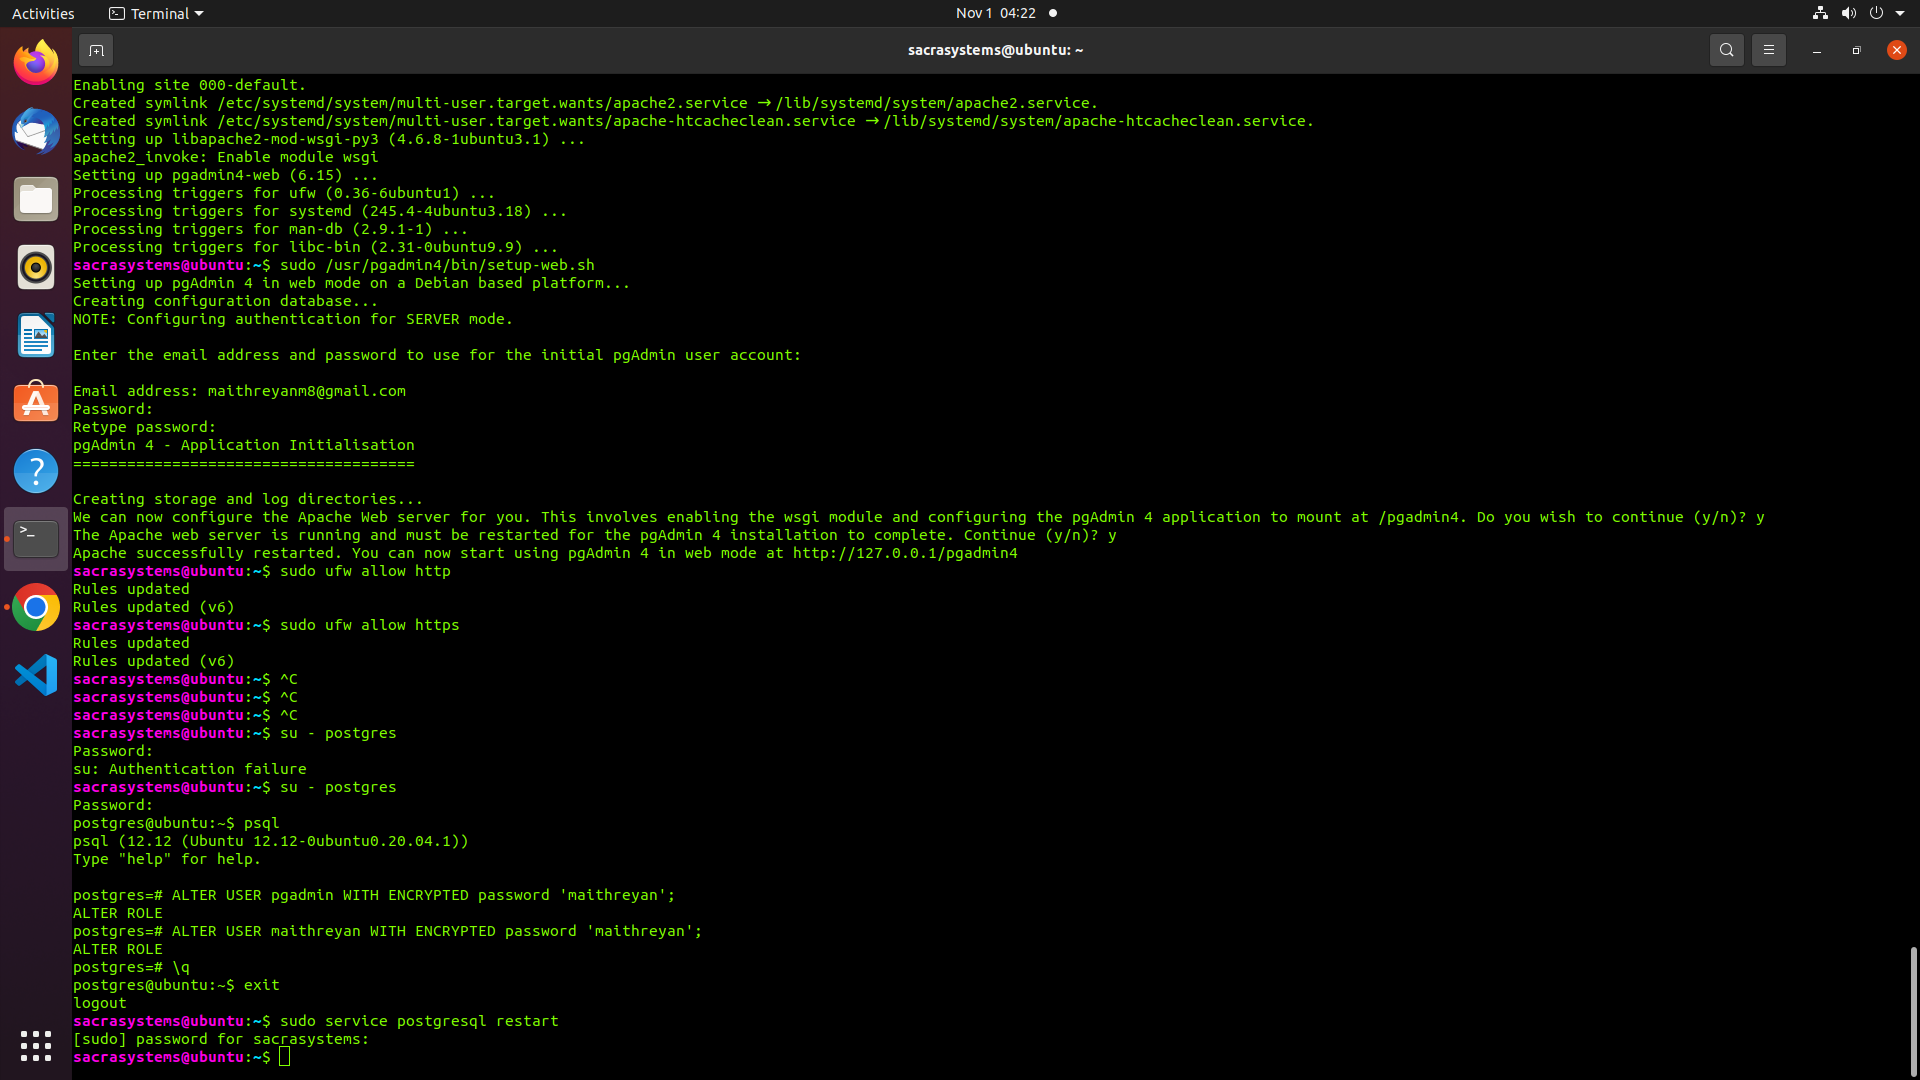 Activities
Terminal
Nov 1 04:22
sacrasystems@ubuntu: ~
Enabling site 000-default.
Created symlink /etc/systemd/system/multi-user.target.wants/apache2.service → /lib/systemd/system/apache2.service.
Created symlink /etc/systemd/system/multi-user.target.wants/apache-htcacheclean.service → /lib/systemd/system/apache-htcacheclean.service.
Setting up libapache2-mod-wsgi-py3 (4.6.8-1ubuntu3.1) ...
apache2_invoke: Enable module wsgi
Setting up pgadmin4-web (6.15) ...
Processing triggers for ufw (0.36-6ubuntu1) ...
Processing triggers for systemd (245.4-4ubuntu3.18) ...
Processing triggers for man-db (2.9.1-1) ...
Processing triggers for libc-bin (2.31-0ubuntu9.9) ...
sacrasystems@ubuntu:~$ sudo /usr/pgadmin4/bin/setup-web.sh
Setting up pgAdmin 4 in web mode on a Debian based platform...
Creating configuration database...
NOTE: Configuring authentication for SERVER mode.
Enter the email address and password to use for the initial pgAdmin user account:
Email address: maithreyanm8@gmail.com
Password:
Retype password:
pgAdmin 4 - Application Initialisation
======================================
Creating storage and log directories...
We can now configure the Apache Web server for you. This involves enabling the wsgi module and configuring the pgAdmin 4 application to mount at /pgadmin4. Do you wish to continue (y/n)? y
The Apache web server is running and must be restarted for the pgAdmin 4 installation to complete. Continue (y/n)? y
Apache successfully restarted. You can now start using pgAdmin 4 in web mode at http://127.0.0.1/pgadmin4
sacrasystems@ubuntu:~$ sudo ufw allow http
Rules updated
Rules updated (v6)
sacrasystems@ubuntu:~$ sudo ufw allow https
Rules updated
Rules updated (v6)
sacrasystems@ubuntu:~$ ^C
sacrasystems@ubuntu:~$ ^C
sacrasystems@ubuntu:~$ ^C
sacrasystems@ubuntu:~$ su - postgres
Password:
su: Authentication failure
sacrasystems@ubuntu:~$ su - postgres
Password:
postgres@ubuntu:~$ psql
psql (12.12 (Ubuntu 12.12-0ubuntu0.20.04.1))
Type "help" for help.
postgres=# ALTER USER pgadmin WITH ENCRYPTED password 'maithreyan';
ALTER ROLE
postgres=# ALTER USER maithreyan WITH ENCRYPTED password 'maithreyan';
ALTER ROLE
postgres=# \q
postgres@ubuntu:~$ exit
logout
sacrasystems@ubuntu:~$ sudo service postgresql restart
[sudo] password for sacrasystems:
sacrasystems@ubuntu:~$